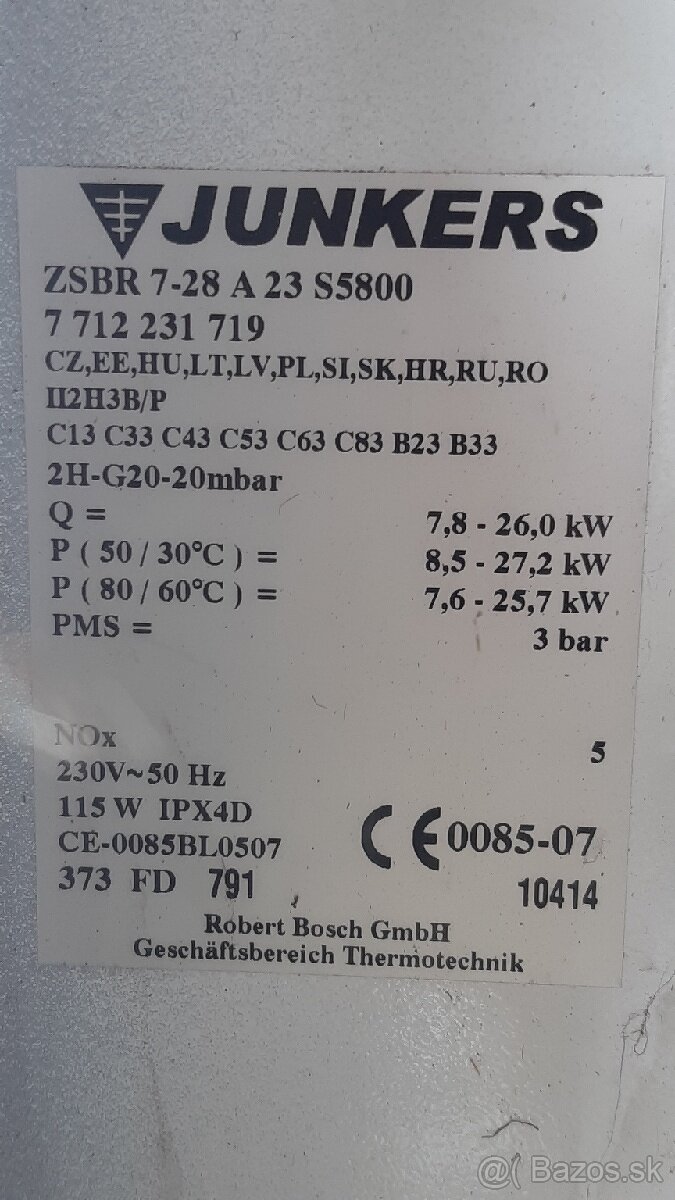 JUNKERS
ZSBR 7-28 A 23 S5800
7 712 231 719
CZ,EE,HU,LT,LV,PL,SI,SK,HR,RU,RO
II2H3B/P
C13 C33 C43 C53 C63 C83 B23 B33
2H-G20-20mbar
Q = 7,8 - 26,0 kW
P ( 50 / 30°C ) = 8,5 - 27,2 kW
P ( 80 / 60°C ) = 7,6 - 25,7 kW
PMS = 3 bar
NOx 5
230V~50 Hz
115 W IPX4D
CE-0085BL0507 CE 0085-07
373 FD 791 10414
Robert Bosch GmbH
Geschäftsbereich Thermotechnik
@( Bazos.sk